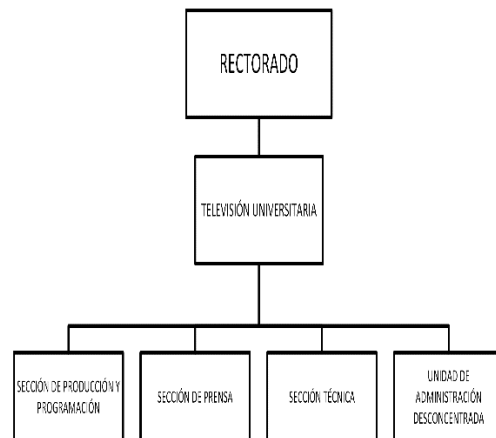 RECTORADO
TELEVISIÓN UNIVERSITARIA
SECCIÓN DE PRODUCCIÓN Y
PROGRAMACIÓN
SECCIÓN DE PRENSA
SECCIÓN TÉCNICA
UNIDAD DE
ADMINISTRACIÓN
DESCONCENTRADA